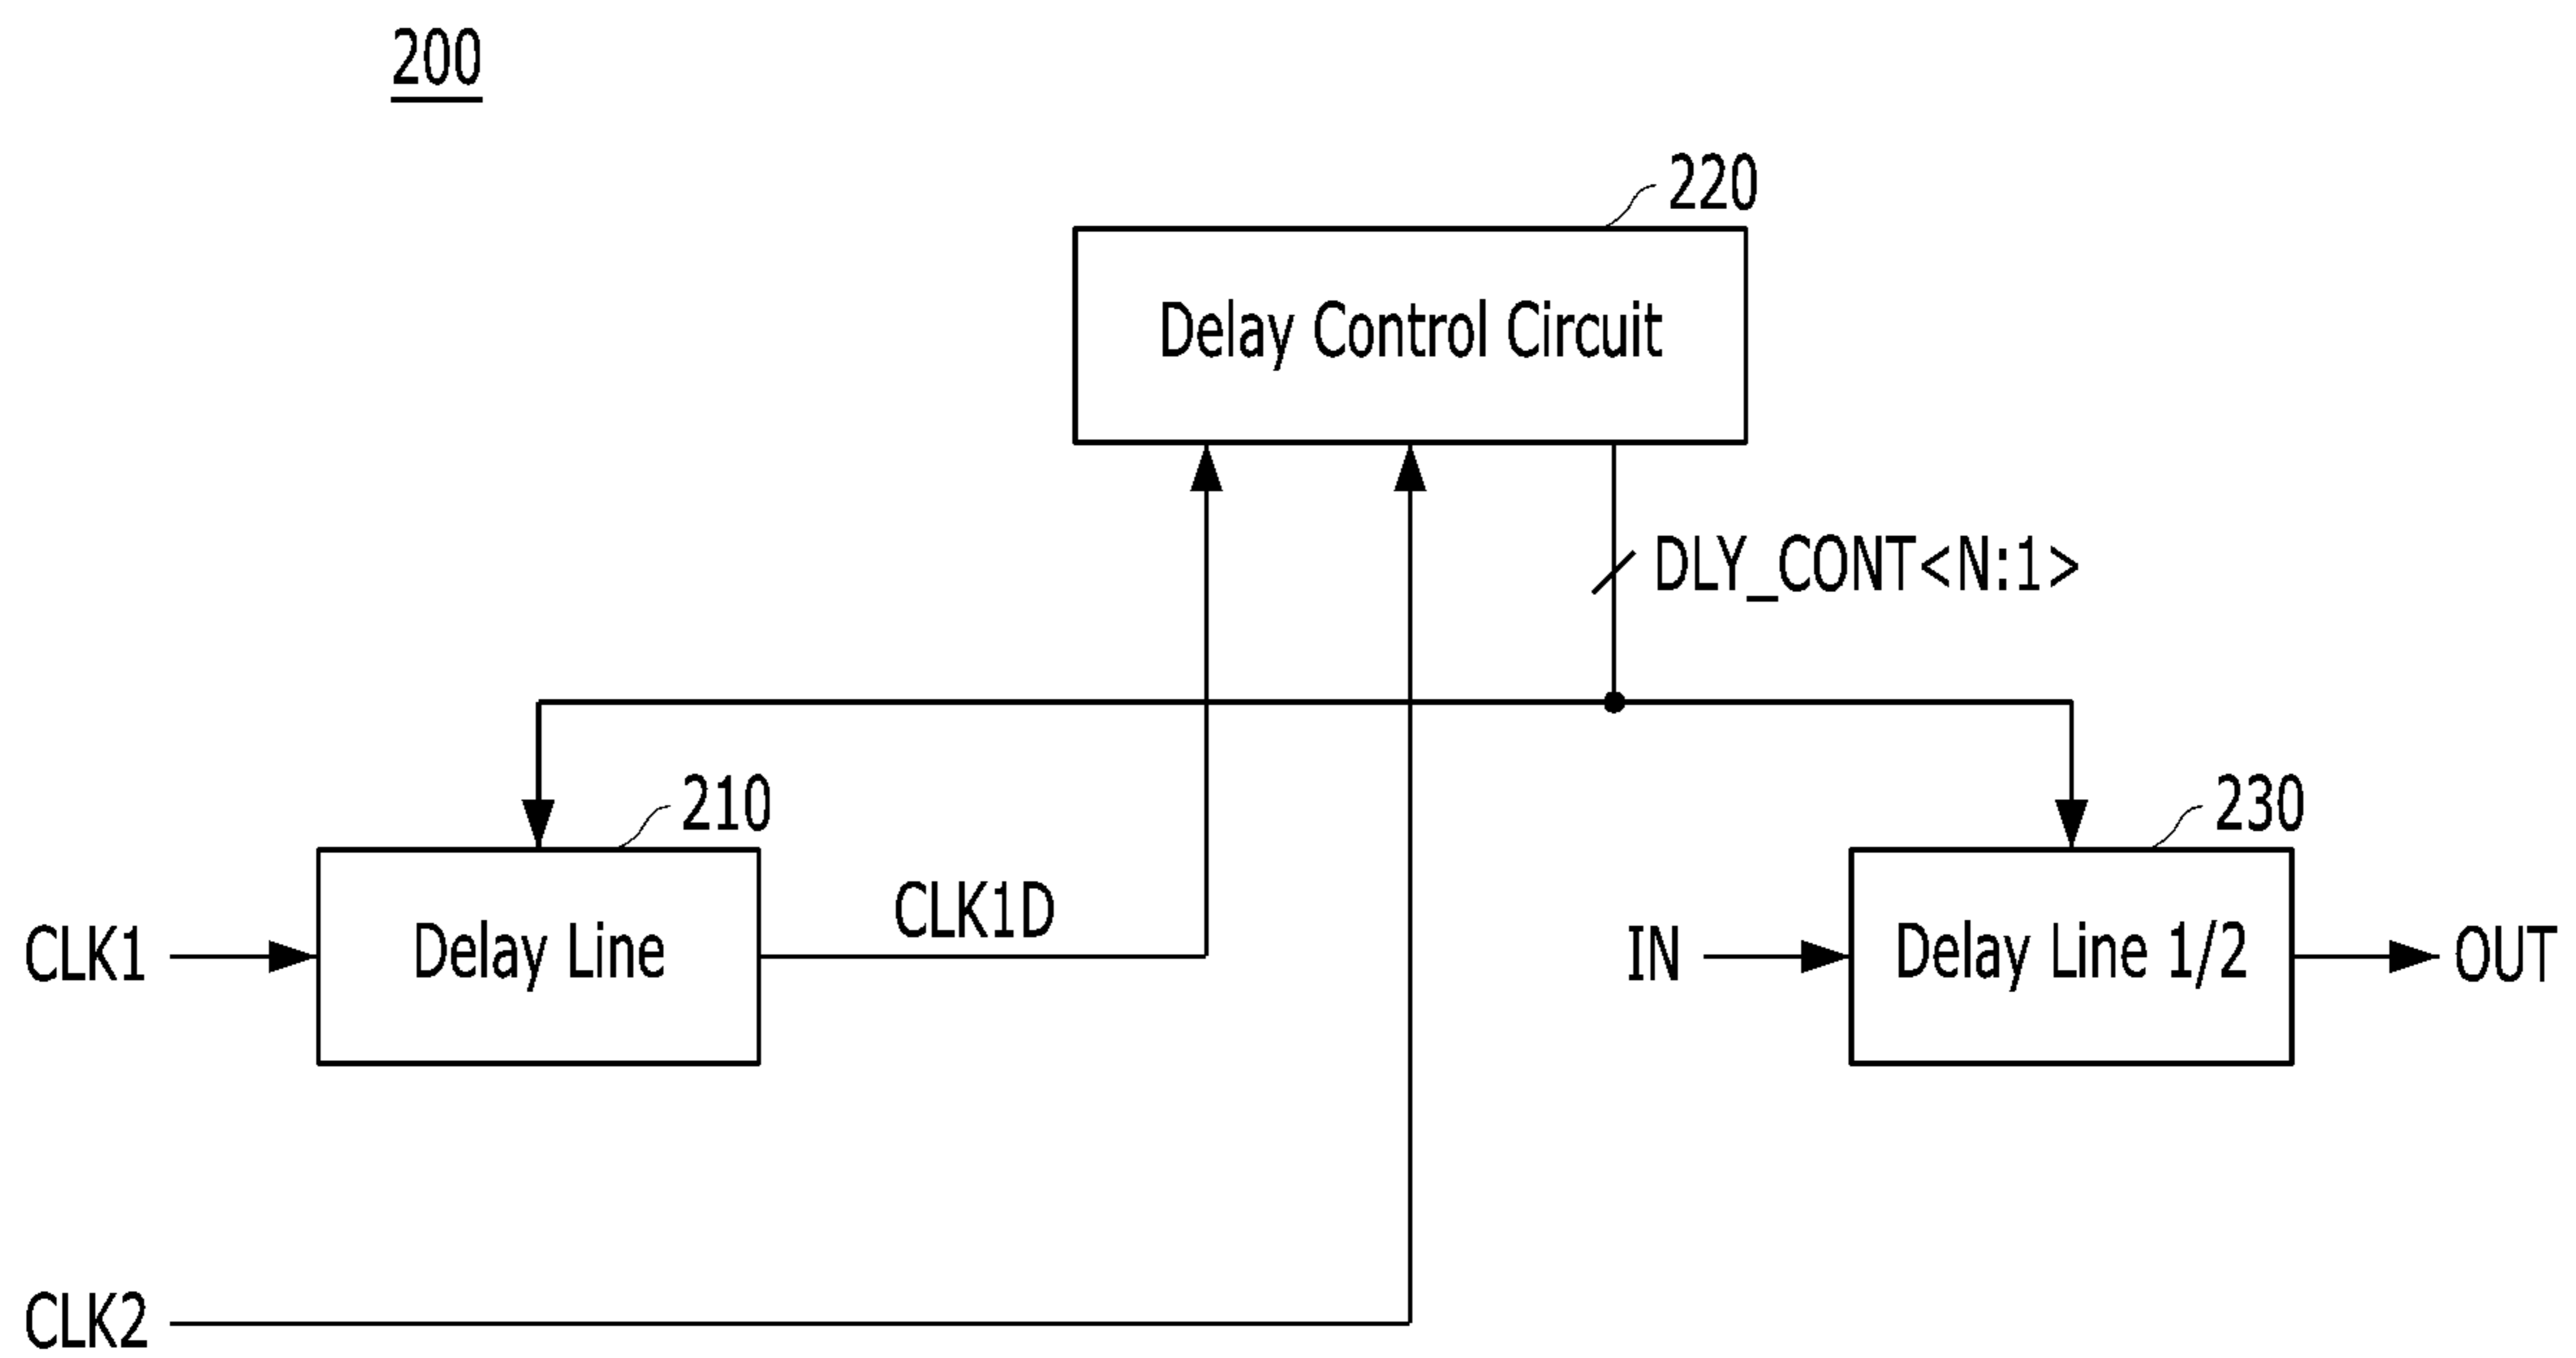 200
220
Delay Control Circuit
DLY_CONT<N:1>
210
230
CLK1
Delay Line
CLK1D
IN
Delay Line 1/2
OUT
CLK2